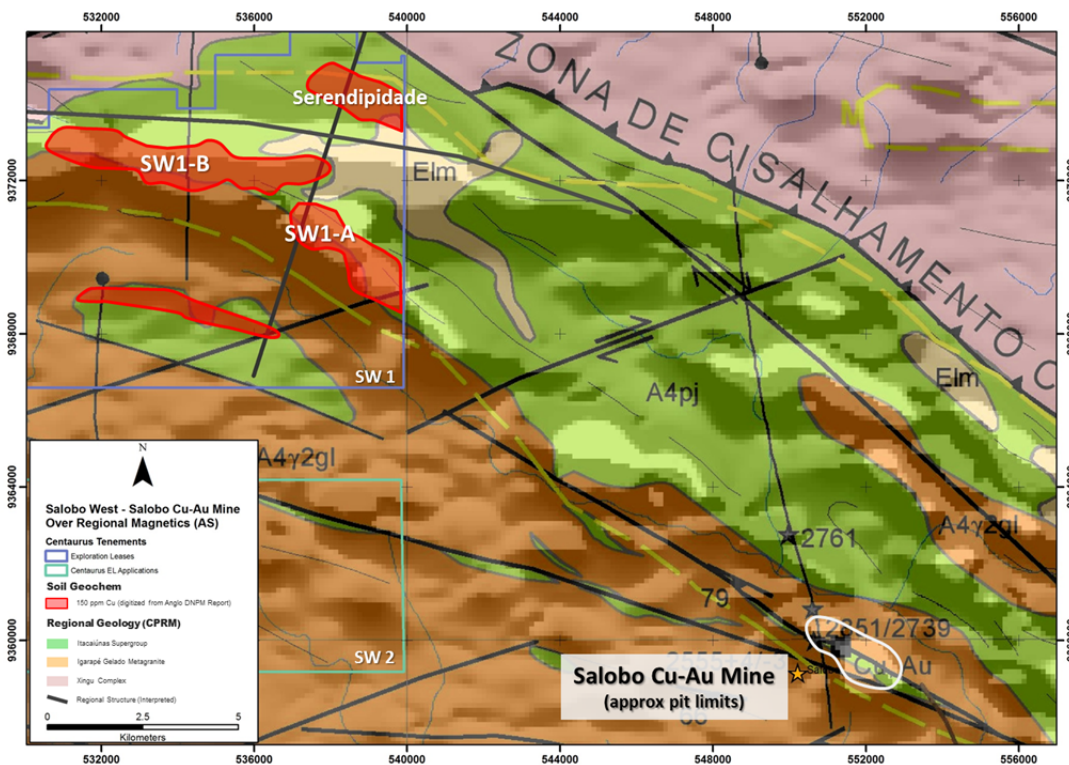 532000 536000 540000 544000 548000 552000 556000
ZONA DE CISALHAMENTO C
Serendipidade
M
SW1-B
Elm
9372000
SW1-A
9368000
SW 1
A4pj
Elm
A4γ2gl
A4γ2gl
9364000
2761
79
12351/2739
9360000
SW 2
Cu, Au
Salobo Cu-Au Mine
(approx pit limits)
N
Salobo West - Salobo Cu-Au Mine
Over Regional Magnetics (AS)
Centaurus Tenements
Exploration Leases
Centaurus EL Applications
Soil Geochem
150 ppm Cu (digitized from Anglo DNPM Report)
Regional Geology (CPRM)
Itacaiúnas Supergroup
Igarapé Gelado Metagranite
Xingu Complex
Regional Structure (Interpreted)
0 2.5 5
Kilometers
532000 536000 540000 544000 548000 552000 556000